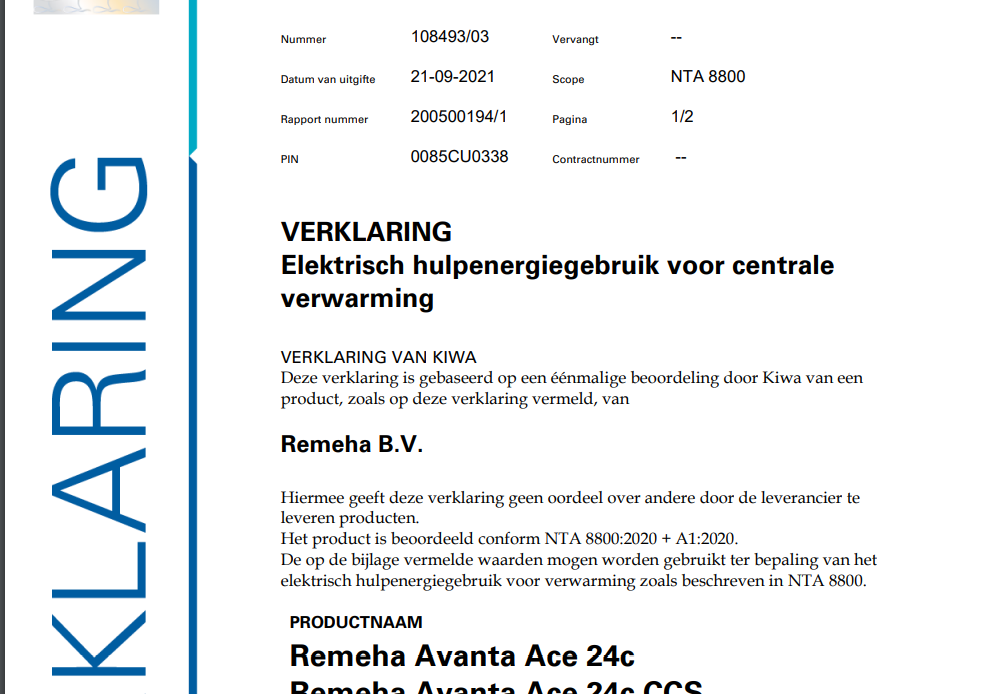 Nummer 108493/03 Vervangt --
Datum van uitgifte 21-09-2021 Scope NTA 8800
Rapport nummer 200500194/1 Pagina 1/2
PIN 0085CU0338 Contractnummer --
KLARING
VERKLARING
Elektrisch hulpenergiegebruik voor centrale
verwarming
VERKLARING VAN KIWA
Deze verklaring is gebaseerd op een éénmalige beoordeling door Kiwa van een
product, zoals op deze verklaring vermeld, van
Remeha B.V.
Hiermee geeft deze verklaring geen oordeel over andere door de leverancier te
leveren producten.
Het product is beoordeeld conform NTA 8800:2020 + A1:2020.
De op de bijlage vermelde waarden mogen worden gebruikt ter bepaling van het
elektrisch hulpenergiegebruik voor verwarming zoals beschreven in NTA 8800.
PRODUCTNAAM
Remeha Avanta Ace 24c
Remeha Avanta Ace 24c CCS